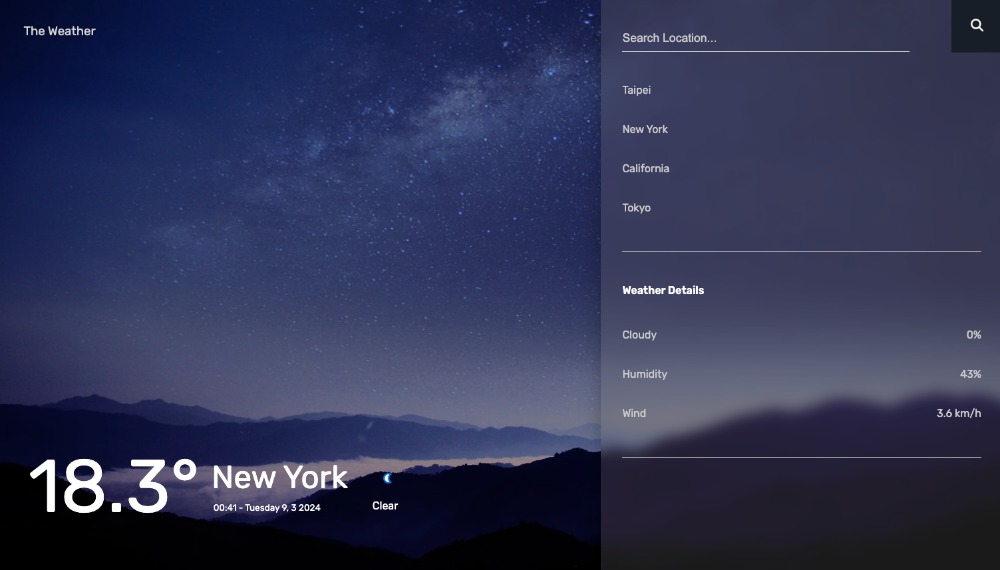 The Weather
18.3° New York
00:41 - Tuesday 9, 3 2024
Clear
Search Location...
Taipei
New York
California
Tokyo
Weather Details
Cloudy 0%
Humidity 43%
Wind 3.6 km/h